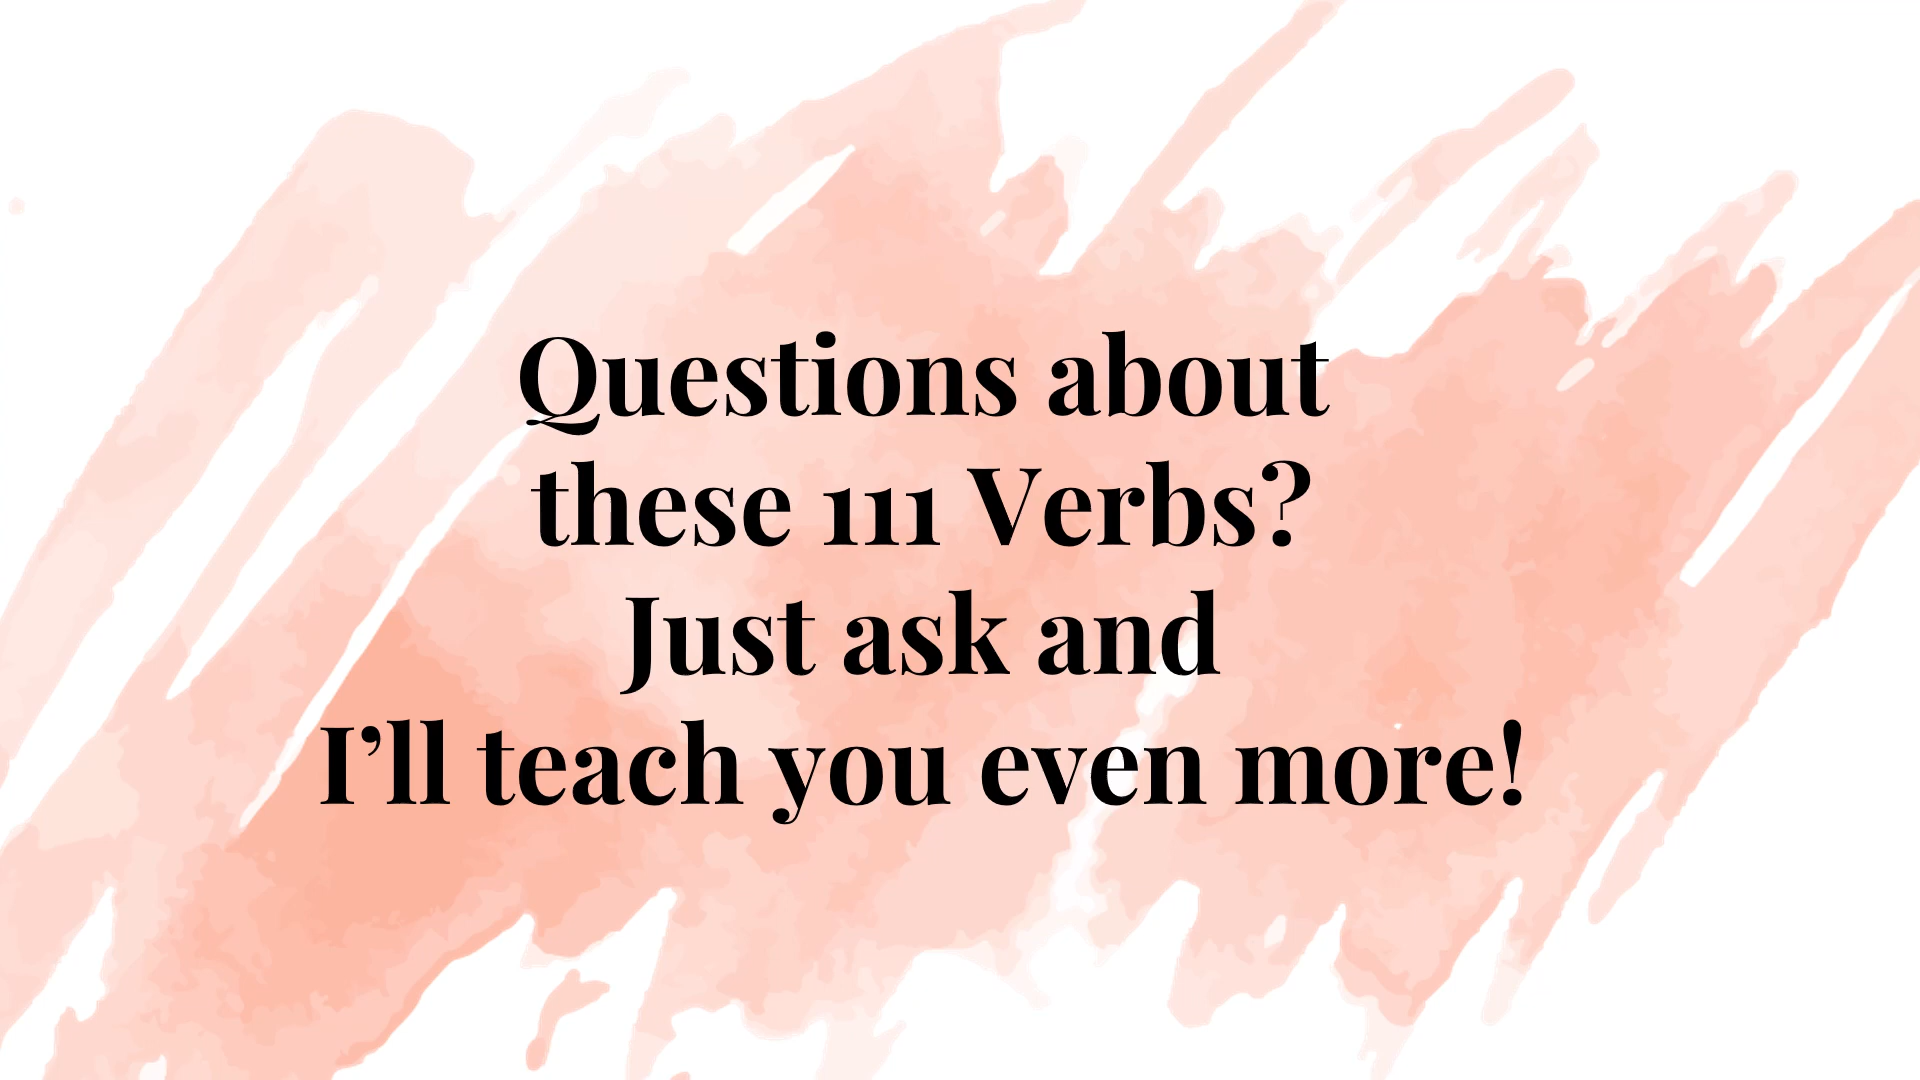 Questions about
these 111 Verbs?
Just ask and
I’ll teach you even more!